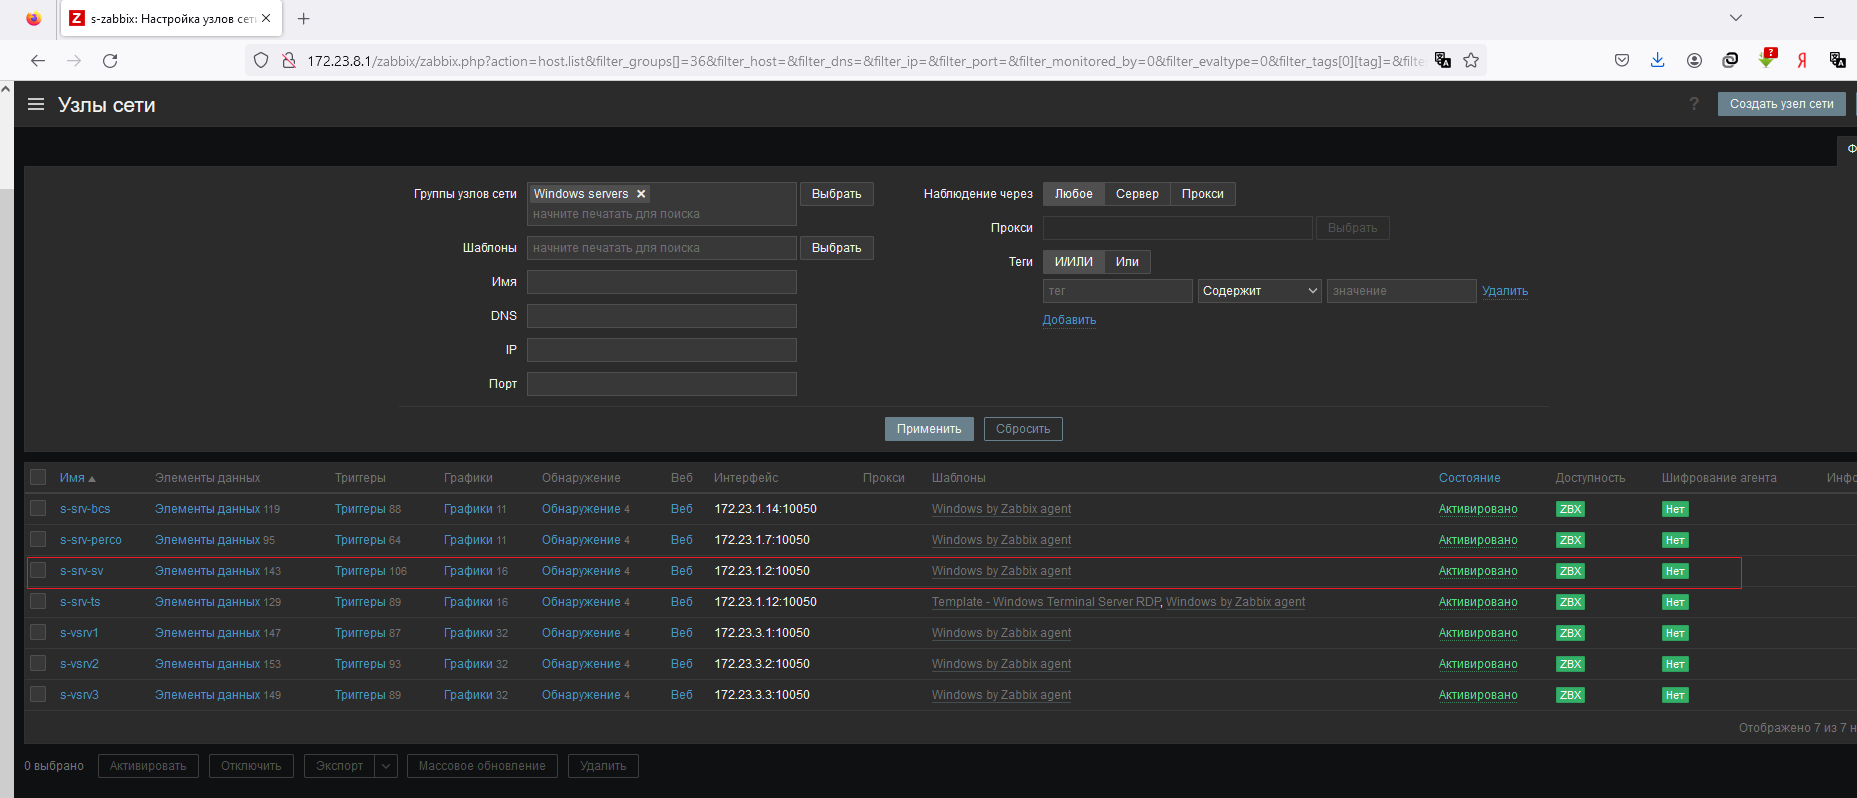 s-zabbix: Настройка узлов сети
172.23.8.1/zabbix/zabbix.php?action=host.list&filter_groups[]=36&filter_host=&filter_dns=&filter_ip=&filter_port=&filter_monitored_by=0&filter_evaltype=0&filter_tags[0][tag]=&filter
Узлы сети
? Создать узел сети
Ф
Группы узлов сети Windows servers начните печатать для поиска Выбрать
Шаблоны начните печатать для поиска Выбрать
Имя
DNS
IP
Порт
Наблюдение через Любое Сервер Прокси
Прокси Выбрать
Теги И/ИЛИ Или
тег Содержит значение Удалить
Добавить
Применить Сбросить
Имя Элементы данных Триггеры Графики Обнаружение Веб Интерфейс Прокси Шаблоны Состояние Доступность Шифрование агента Инфо
s-srv-bcs Элементы данных 119 Триггеры 88 Графики 11 Обнаружение 4 Веб 172.23.1.14:10050 Windows by Zabbix agent Активировано ZBX Нет
s-srv-perco Элементы данных 95 Триггеры 64 Графики 11 Обнаружение 4 Веб 172.23.1.7:10050 Windows by Zabbix agent Активировано ZBX Нет
s-srv-sv Элементы данных 143 Триггеры 106 Графики 16 Обнаружение 4 Веб 172.23.1.2:10050 Windows by Zabbix agent Активировано ZBX Нет
s-srv-ts Элементы данных 129 Триггеры 89 Графики 16 Обнаружение 4 Веб 172.23.1.12:10050 Template - Windows Terminal Server RDP, Windows by Zabbix agent Активировано ZBX Нет
s-vsrv1 Элементы данных 147 Триггеры 87 Графики 32 Обнаружение 4 Веб 172.23.3.1:10050 Windows by Zabbix agent Активировано ZBX Нет
s-vsrv2 Элементы данных 153 Триггеры 93 Графики 32 Обнаружение 4 Веб 172.23.3.2:10050 Windows by Zabbix agent Активировано ZBX Нет
s-vsrv3 Элементы данных 149 Триггеры 89 Графики 32 Обнаружение 4 Веб 172.23.3.3:10050 Windows by Zabbix agent Активировано ZBX Нет
Отображено 7 из 7 н
0 выбрано Активировать Отключить Экспорт Массовое обновление Удалить